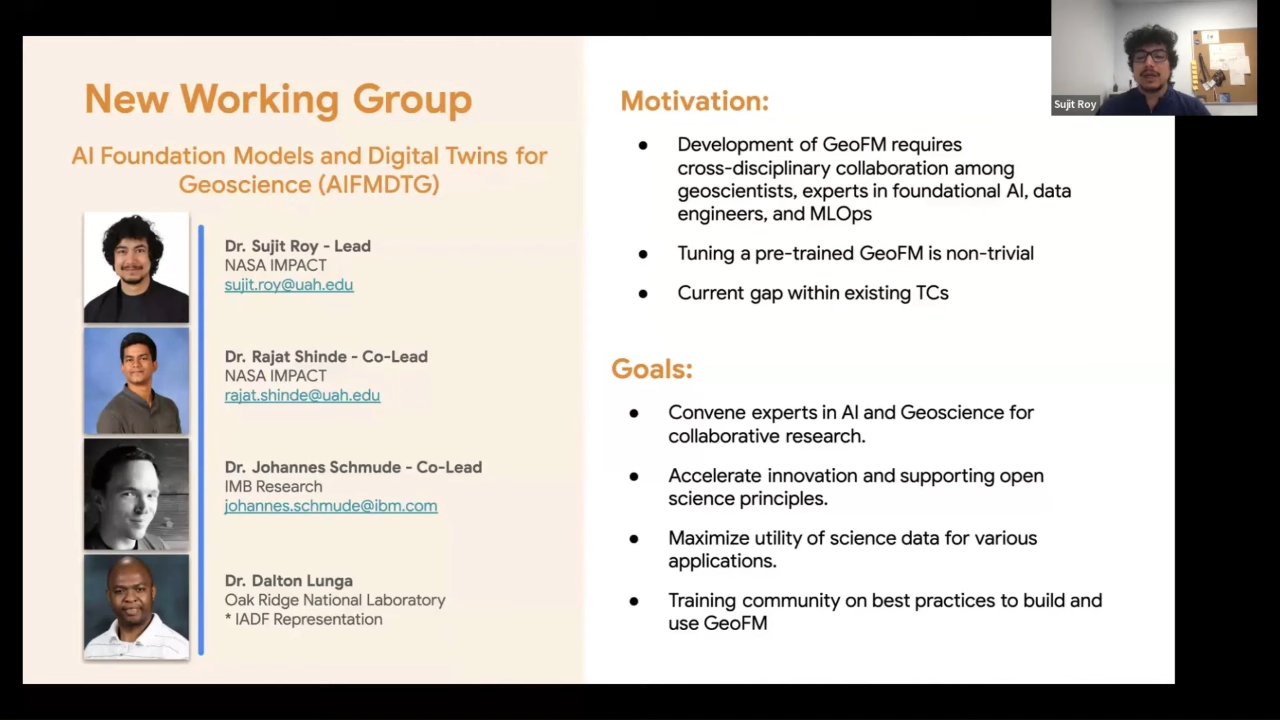 New Working Group
AI Foundation Models and Digital Twins for
Geoscience (AIFMDTG)
Dr. Sujit Roy - Lead
NASA IMPACT
sujit.roy@uah.edu
Dr. Rajat Shinde - Co-Lead
NASA IMPACT
rajat.shinde@uah.edu
Dr. Johannes Schmude - Co-Lead
IMB Research
johannes.schmude@ibm.com
Dr. Dalton Lunga
Oak Ridge National Laboratory
* IADF Representation
Motivation:
● Development of GeoFM requires
cross-disciplinary collaboration among
geoscientists, experts in foundational AI, data
engineers, and MLOps
● Tuning a pre-trained GeoFM is non-trivial
● Current gap within existing TCs
Goals:
● Convene experts in AI and Geoscience for
collaborative research.
● Accelerate innovation and supporting open
science principles.
● Maximize utility of science data for various
applications.
● Training community on best practices to build and
use GeoFM
Sujit Roy